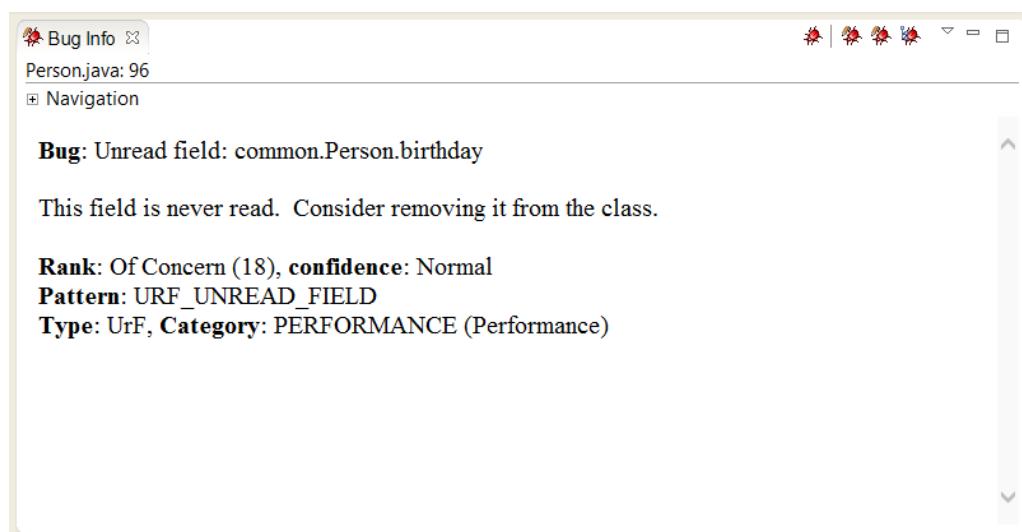 Bug Info
Person.java: 96
Navigation
Bug: Unread field: common.Person.birthday
This field is never read. Consider removing it from the class.
Rank: Of Concern (18), confidence: Normal
Pattern: URF_UNREAD_FIELD
Type: UrF, Category: PERFORMANCE (Performance)